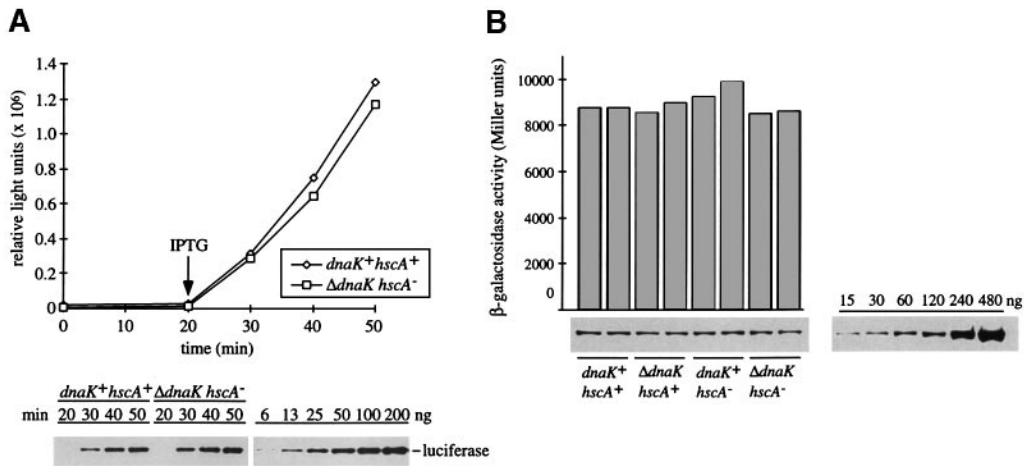 A
relative light units (x 10⁶)
1.4
1.2
1.0
0.8
0.6
0.4
0.2
0
IPTG
dnaK⁺hscA⁺
ΔdnaK hscA⁻
0 10 20 30 40 50
time (min)
dnaK⁺hscA⁺ ΔdnaK hscA⁻
min 20 30 40 50 20 30 40 50 6 13 25 50 100 200 ng
-luciferase
B
β-galactosidase activity (Miller units)
10000
8000
6000
4000
2000
0
15 30 60 120 240 480 ng
dnaK⁺ ΔdnaK dnaK⁺ ΔdnaK
hscA⁺ hscA⁺ hscA⁻ hscA⁻